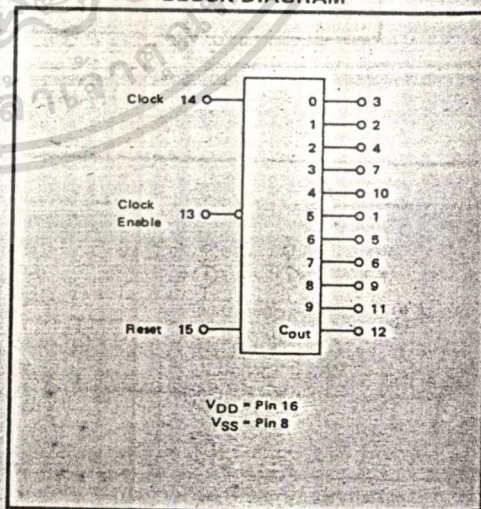 BLOCK DIAGRAM
Clock 14 0 3
1 2
2 4
3 7
4 10
Clock
Enable 13 5 1
6 5
7 6
8 9
9 11
Reset 15 Cout 12
VDD = Pin 16
VSS = Pin 8